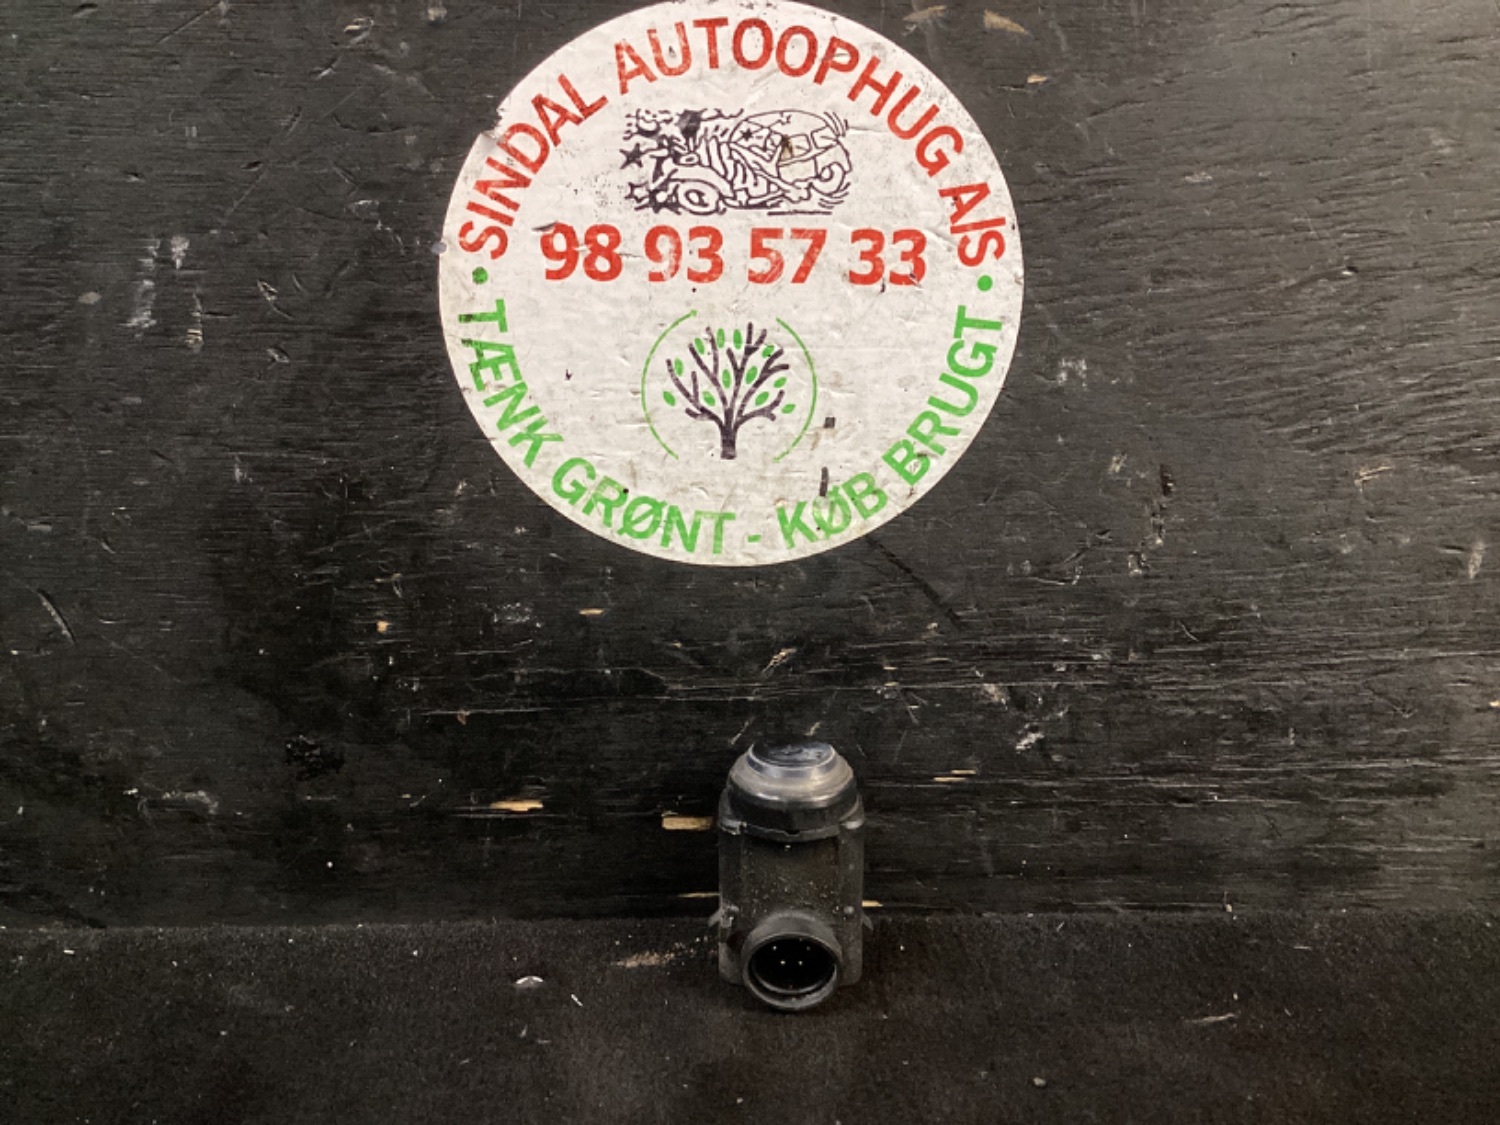 SINDAL AUTOOPHUG A/S
98 93 57 33
• TÆNK GRØNT - KØB BRUGT •